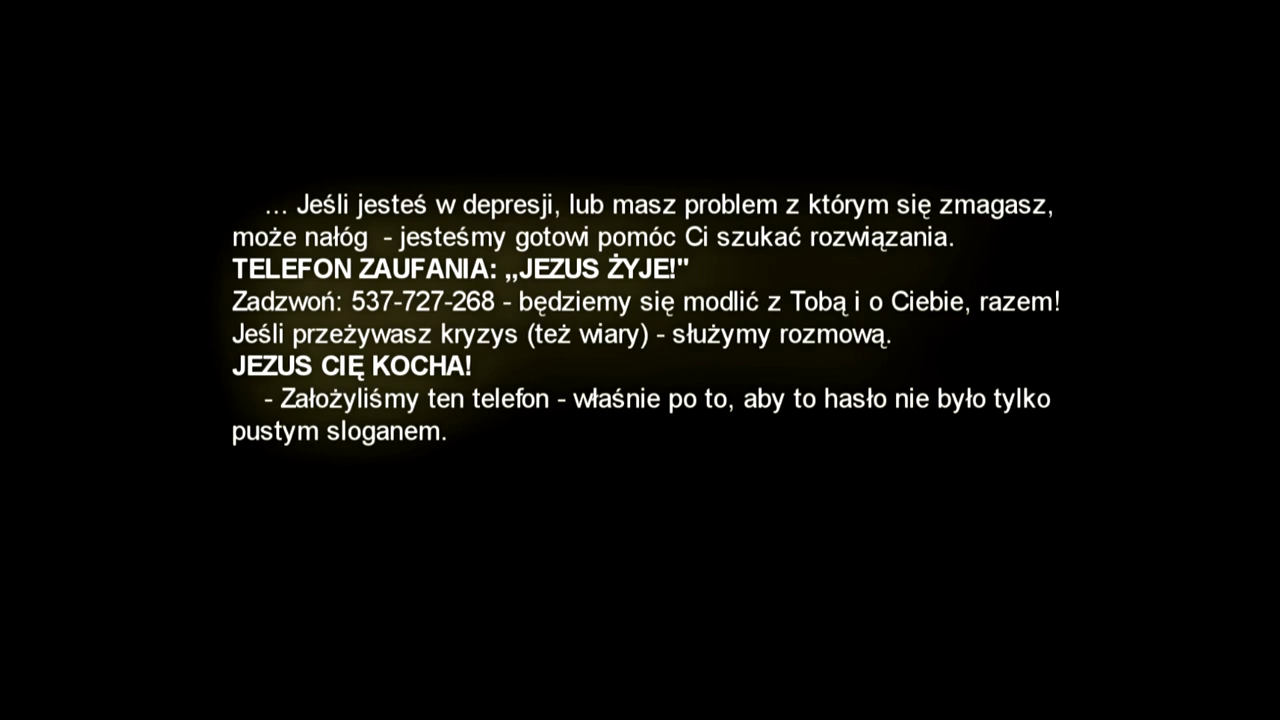 ... Jeśli jesteś w depresji, lub masz problem z którym się zmagasz,
może nałóg - jesteśmy gotowi pomóc Ci szukać rozwiązania.
TELEFON ZAUFANIA: „JEZUS ŻYJE!"
Zadzwoń: 537-727-268 - będziemy się modlić z Tobą i o Ciebie, razem!
Jeśli przeżywasz kryzys (też wiary) - służymy rozmową.
JEZUS CIĘ KOCHA!
- Założyliśmy ten telefon - właśnie po to, aby to hasło nie było tylko
pustym sloganem.